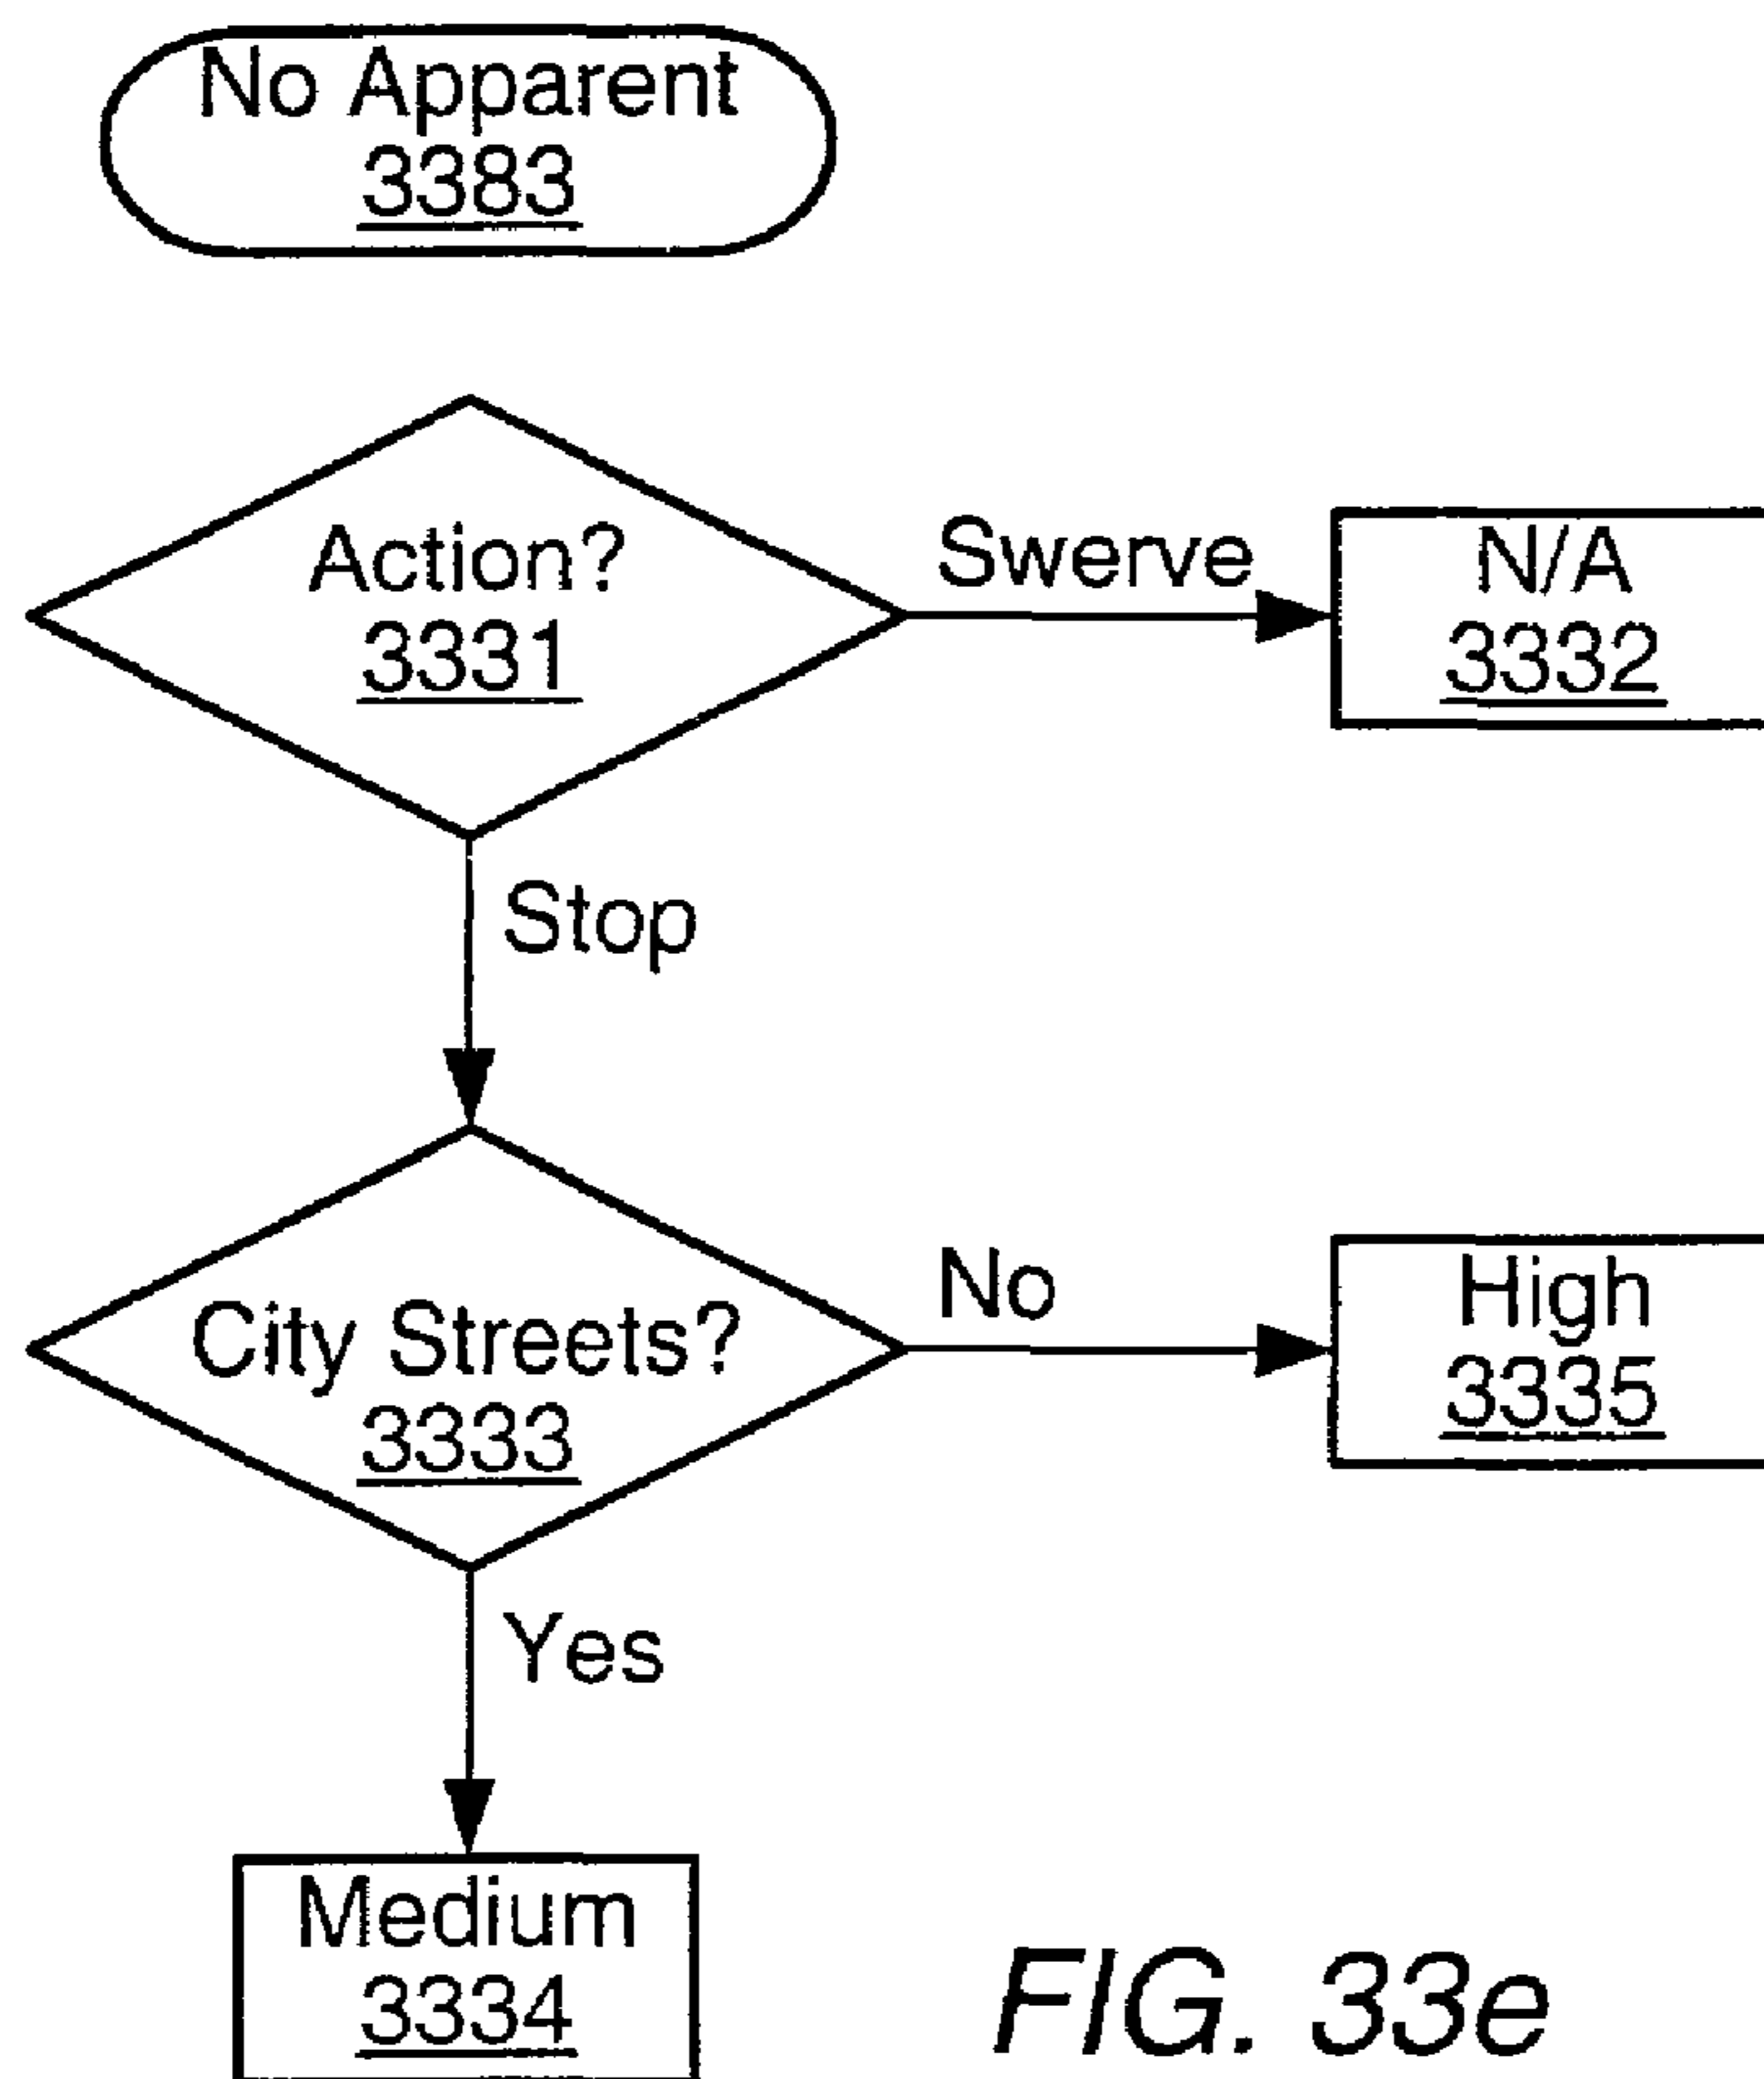 No Apparent
3383
Action?
3331
Swerve
N/A
3332
Stop
City Streets?
3333
No
High
3335
Yes
Medium
3334
FIG. 33e